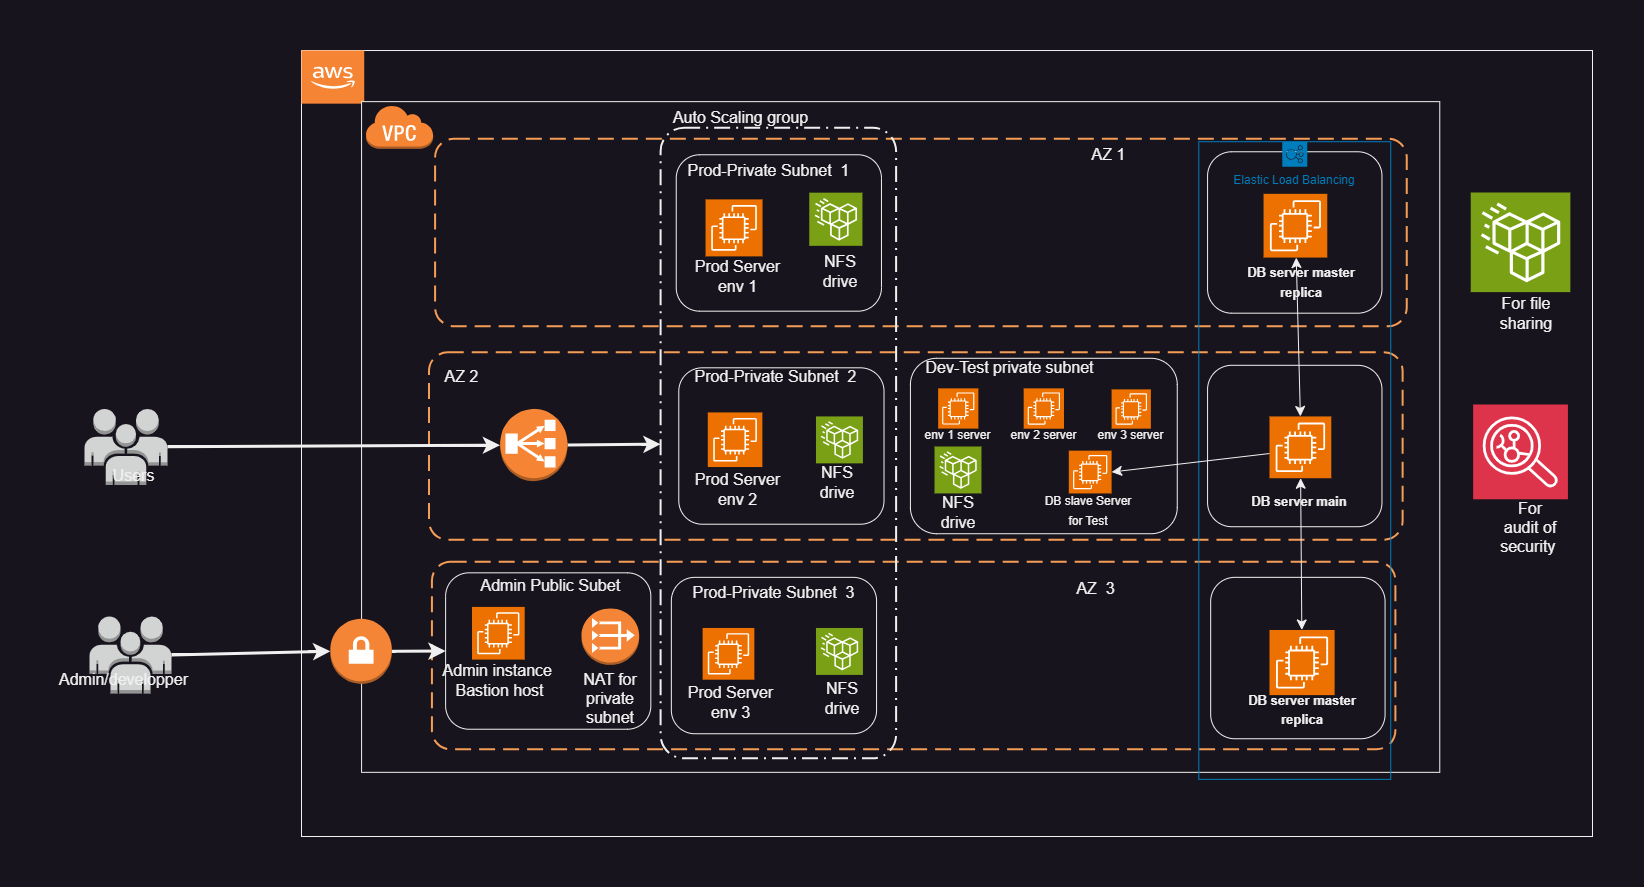 aws
VPC
Auto Scaling group
AZ 1
Prod-Private Subnet  1
Prod Server
env 1
NFS
drive
Elastic Load Balancing
DB server master
replica
For file
sharing
AZ 2
Prod-Private Subnet  2
Prod Server
env 2
NFS
drive
Dev-Test private subnet
env 1 server
env 2 server
env 3 server
NFS
drive
DB slave Server
for Test
DB server main
For
audit of
security
Users
Admin/developper
Admin Public Subet
Admin instance
Bastion host
NAT for
private
subnet
Prod-Private Subnet  3
Prod Server
env 3
NFS
drive
AZ  3
DB server master
replica